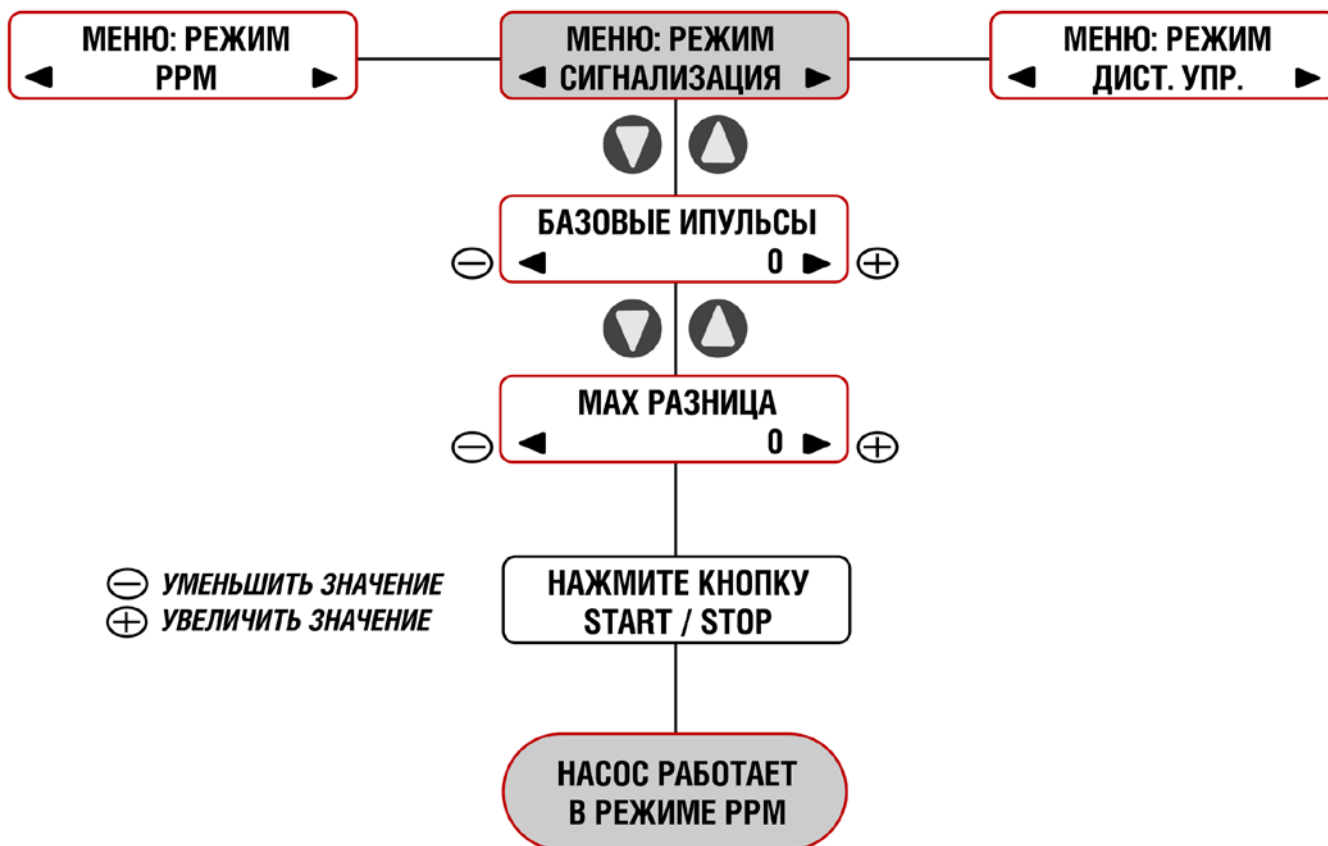 МЕНЮ: РЕЖИМ
PPM
МЕНЮ: РЕЖИМ
СИГНАЛИЗАЦИЯ
МЕНЮ: РЕЖИМ
ДИСТ. УПР.
БАЗОВЫЕ ИПУЛЬСЫ
0
МАХ РАЗНИЦА
0
УМЕНЬШИТЬ ЗНАЧЕНИЕ
УВЕЛИЧИТЬ ЗНАЧЕНИЕ
НАЖМИТЕ КНОПКУ
START / STOP
НАСОС РАБОТАЕТ
В РЕЖИМЕ PPM